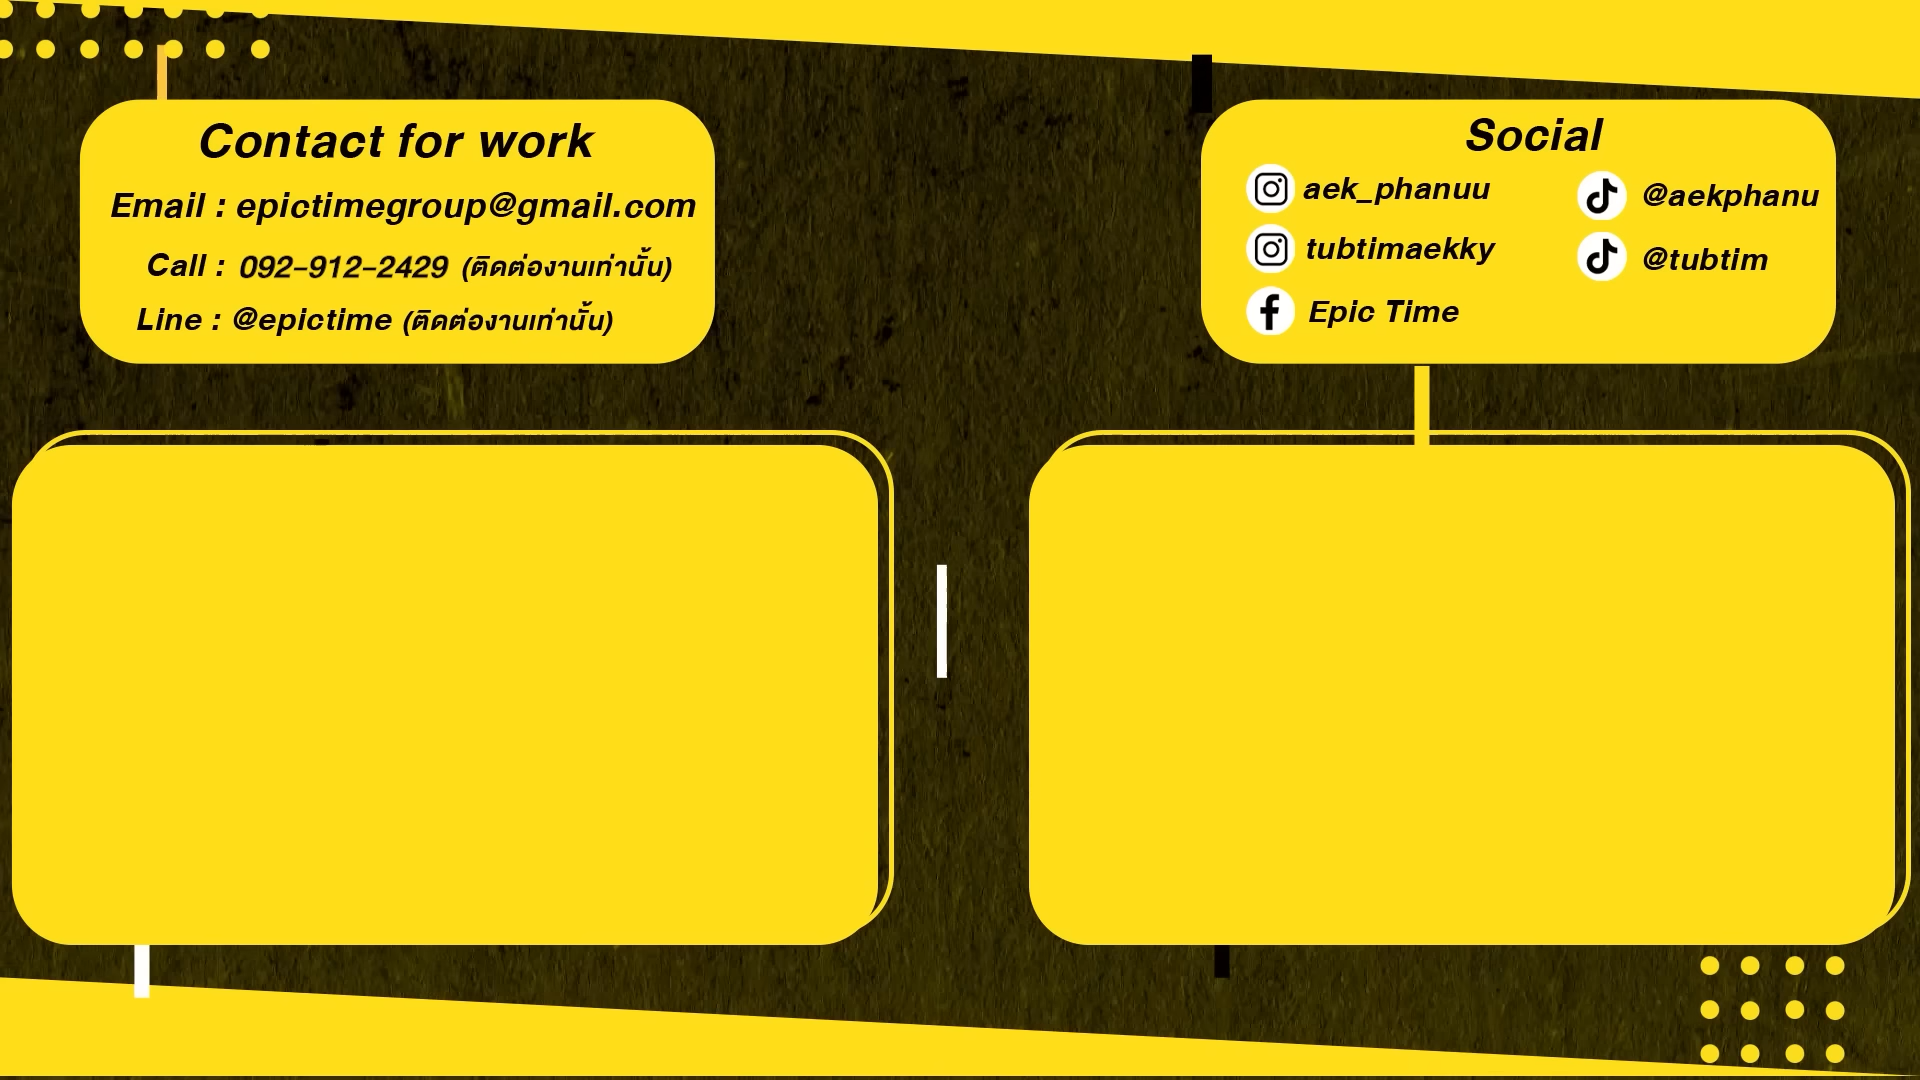 Contact for work
Email : epictimegroup@gmail.com
Call : 092-912-2429 (ติดต่องานเท่านั้น)
Line : @epictime (ติดต่องานเท่านั้น)
Social
aek_phanuu
tubtimaekky
Epic Time
@aekphanu
@tubtim